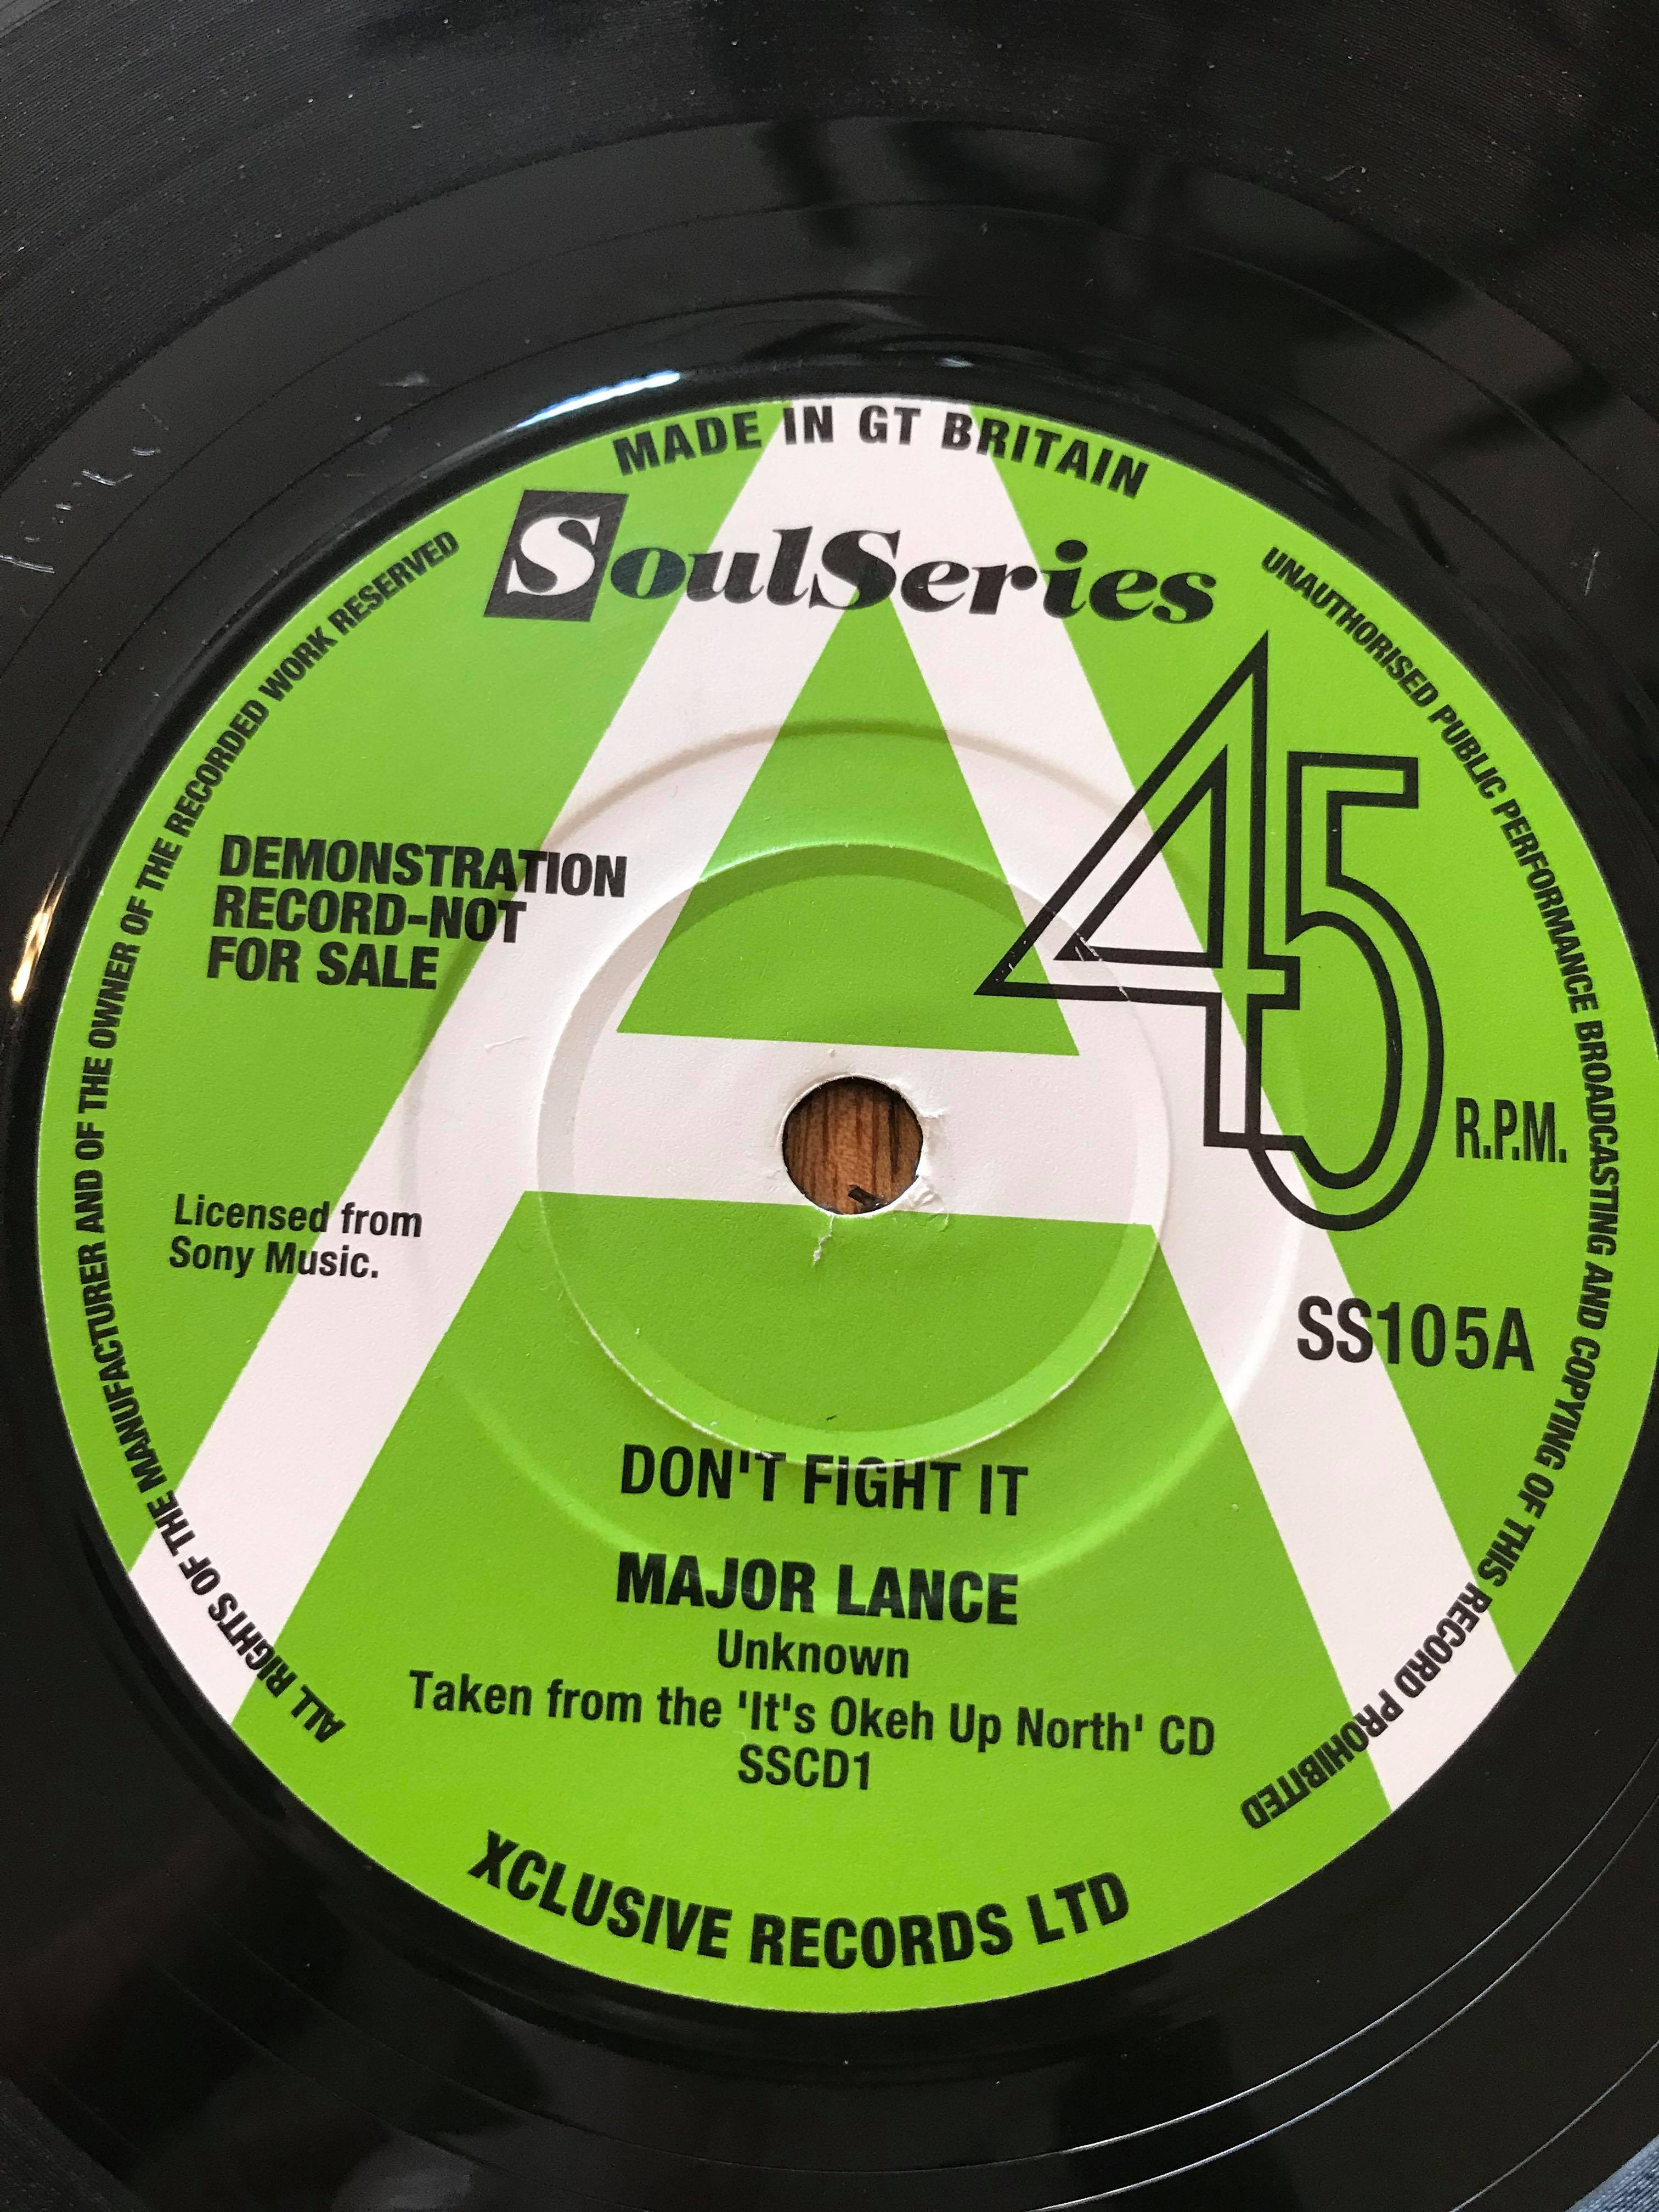 MADE IN GT BRITAIN
SoulSeries
ALL RIGHTS OF THE MANUFACTURER AND OF THE OWNER OF THE RECORDED WORK RESERVED
UNAUTHORISED PUBLIC PERFORMANCE BROADCASTING AND COPYING OF THIS RECORD PROHIBITED
A
45
R.P.M.
DEMONSTRATION
RECORD-NOT
FOR SALE
Licensed from
Sony Music.
SS105A
DON'T FIGHT IT
MAJOR LANCE
Unknown
Taken from the 'It's Okeh Up North' CD
SSCD1
XCLUSIVE RECORDS LTD